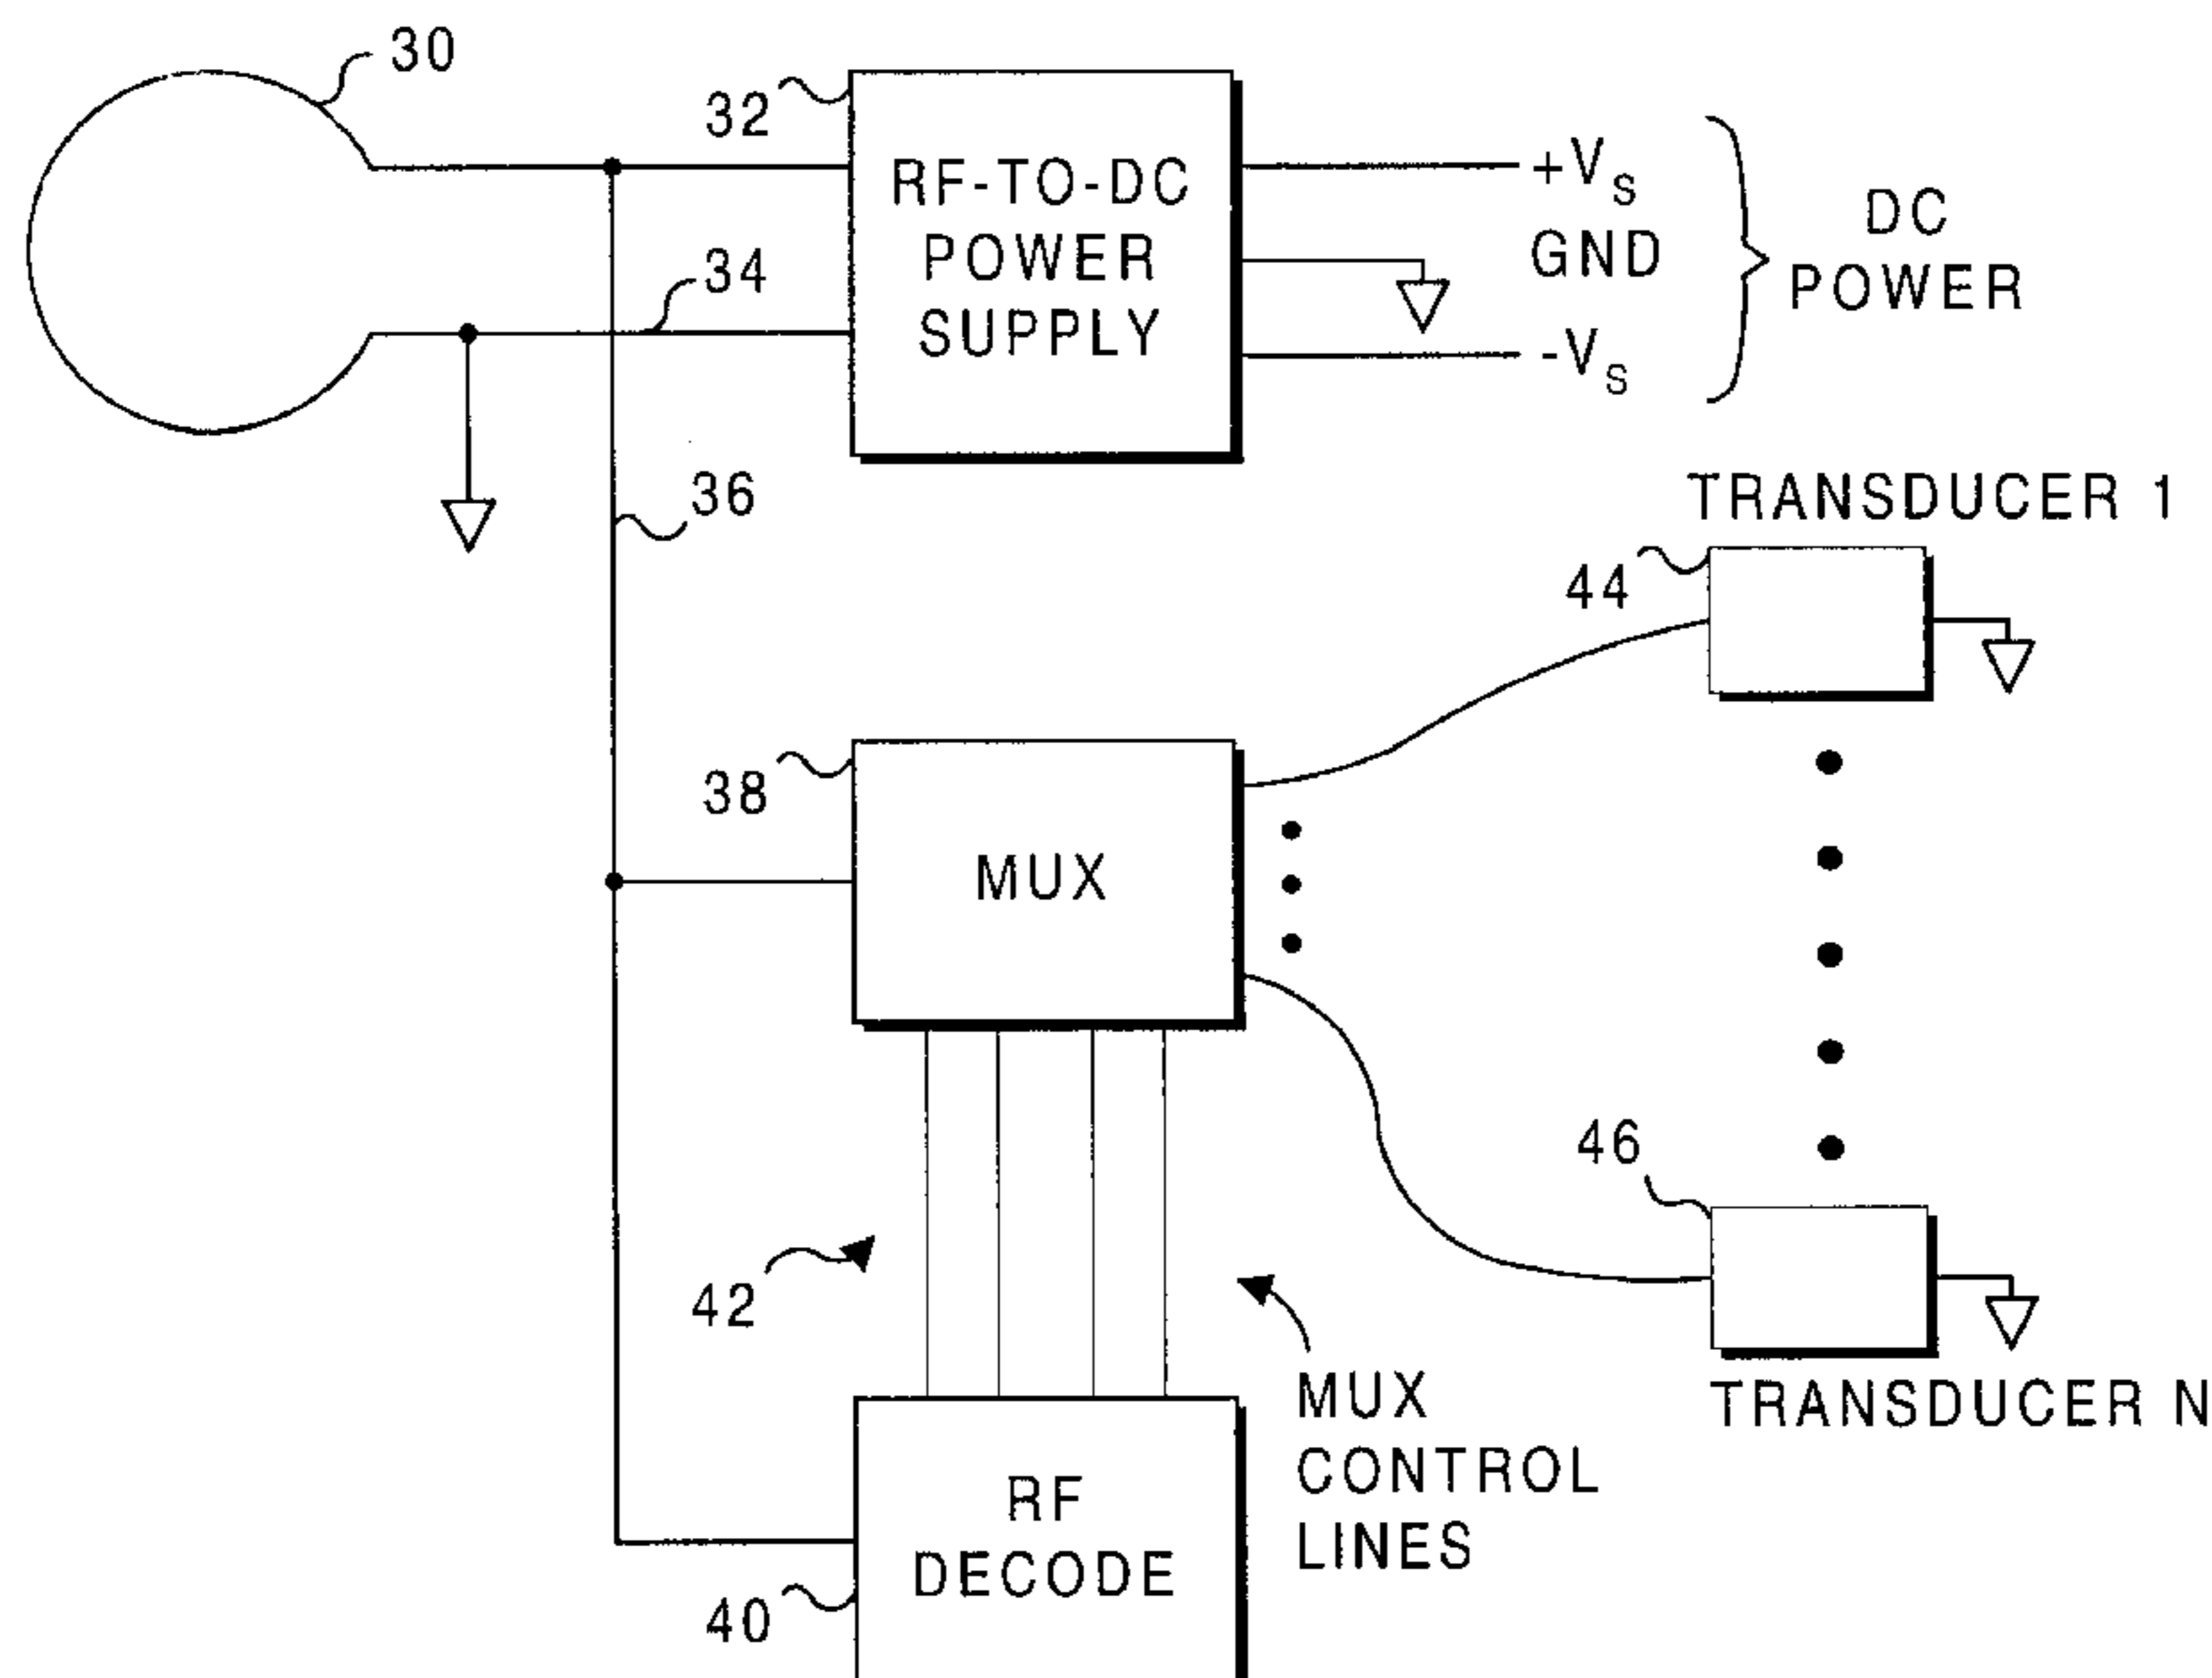 30
32
RF-TO-DC
POWER
SUPPLY
+VS
GND
-VS
DC
POWER
34
36
TRANSDUCER 1
44
38
MUX
46
42
TRANSDUCER N
MUX
CONTROL
LINES
RF
DECODE
40